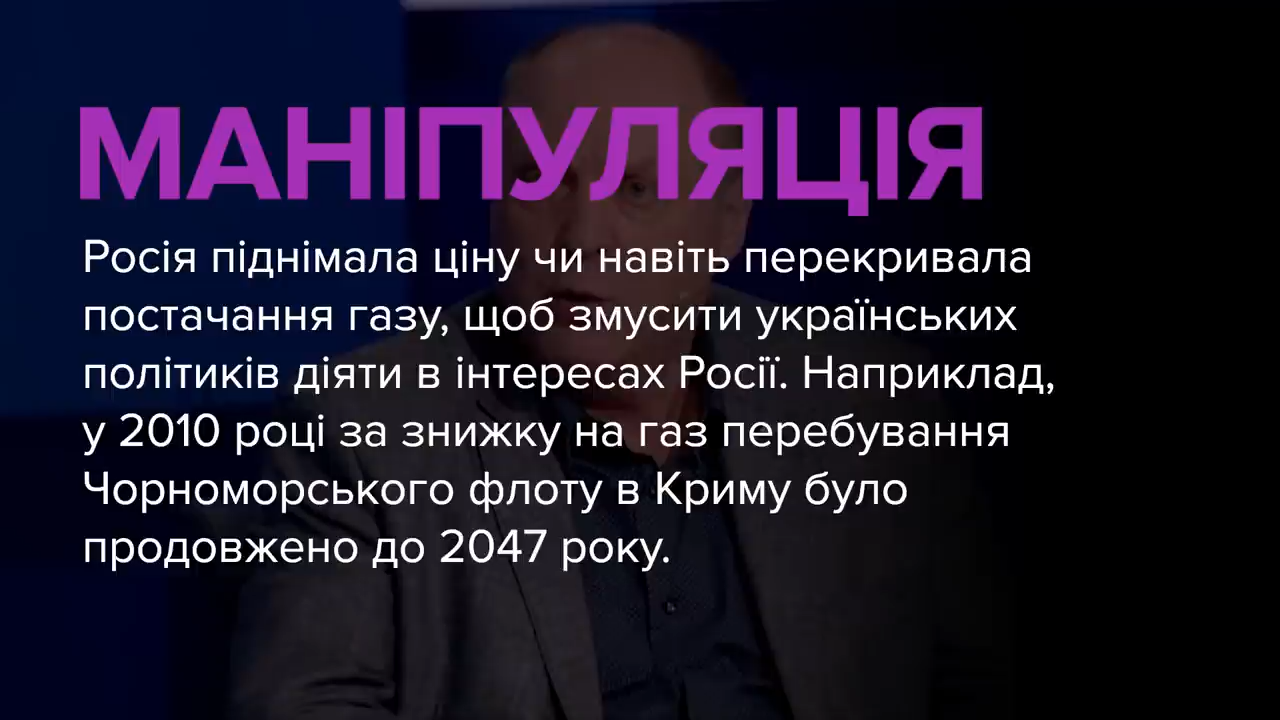 МАНІПУЛЯЦІЯ
Росія піднімала ціну чи навіть перекривала
постачання газу, щоб змусити українських
політиків діяти в інтересах Росії. Наприклад,
у 2010 році за знижку на газ перебування
Чорноморського флоту в Криму було
продовжено до 2047 року.